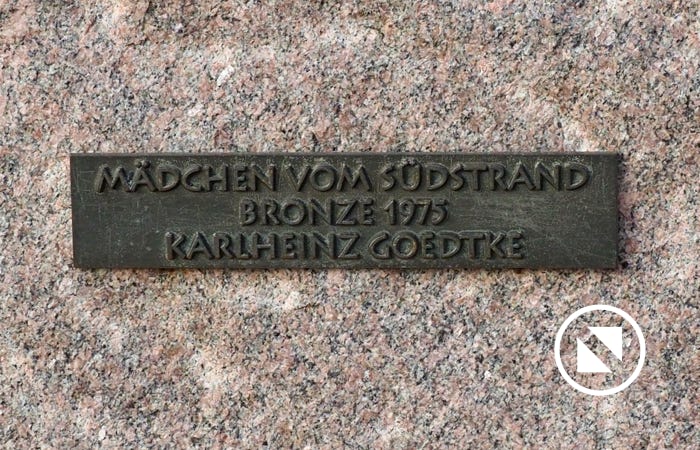 MÄDCHEN VOM SÜDSTRAND
BRONZE 1975
KARLHEINZ GOEDTKE